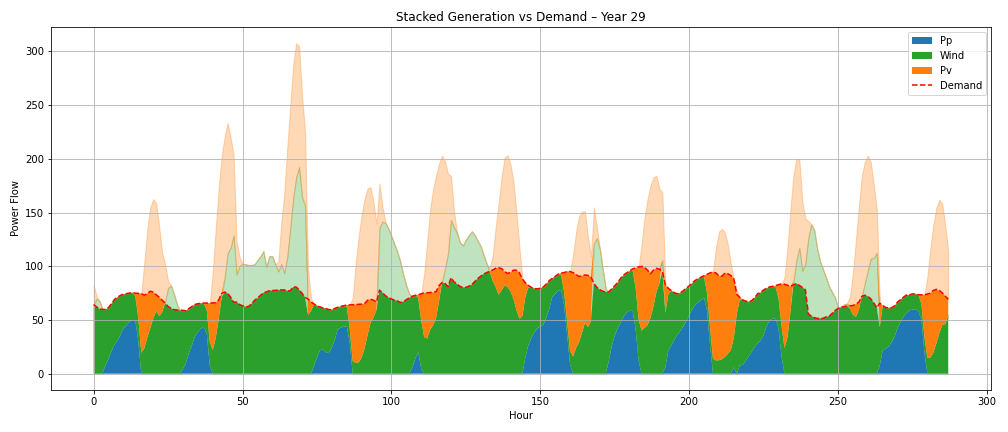 Stacked Generation vs Demand – Year 29
Pp
Wind
Pv
Demand
Power Flow
300
250
200
150
100
50
0
0 50 100 150 200 250 300
Hour